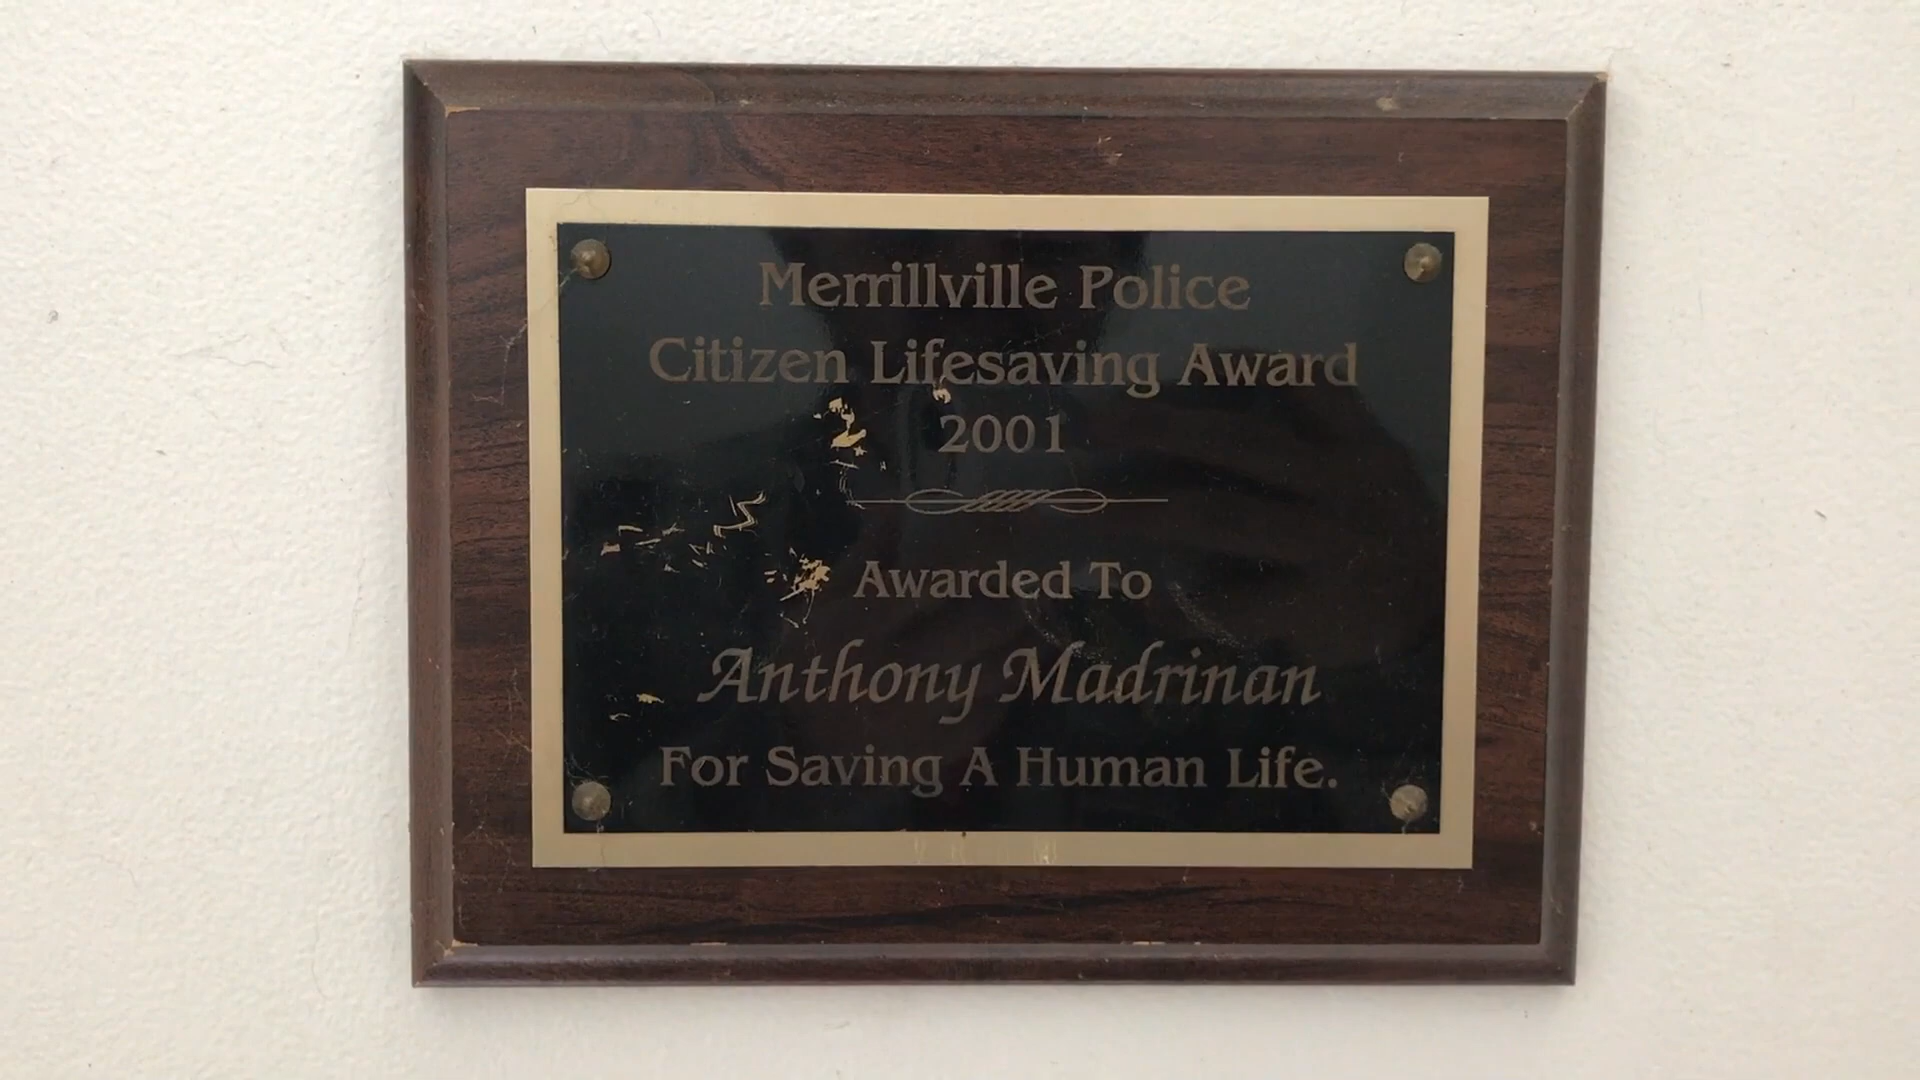 Merrillville Police
Citizen Lifesaving Award
2001
Awarded To
Anthony Madrinan
For Saving A Human Life.